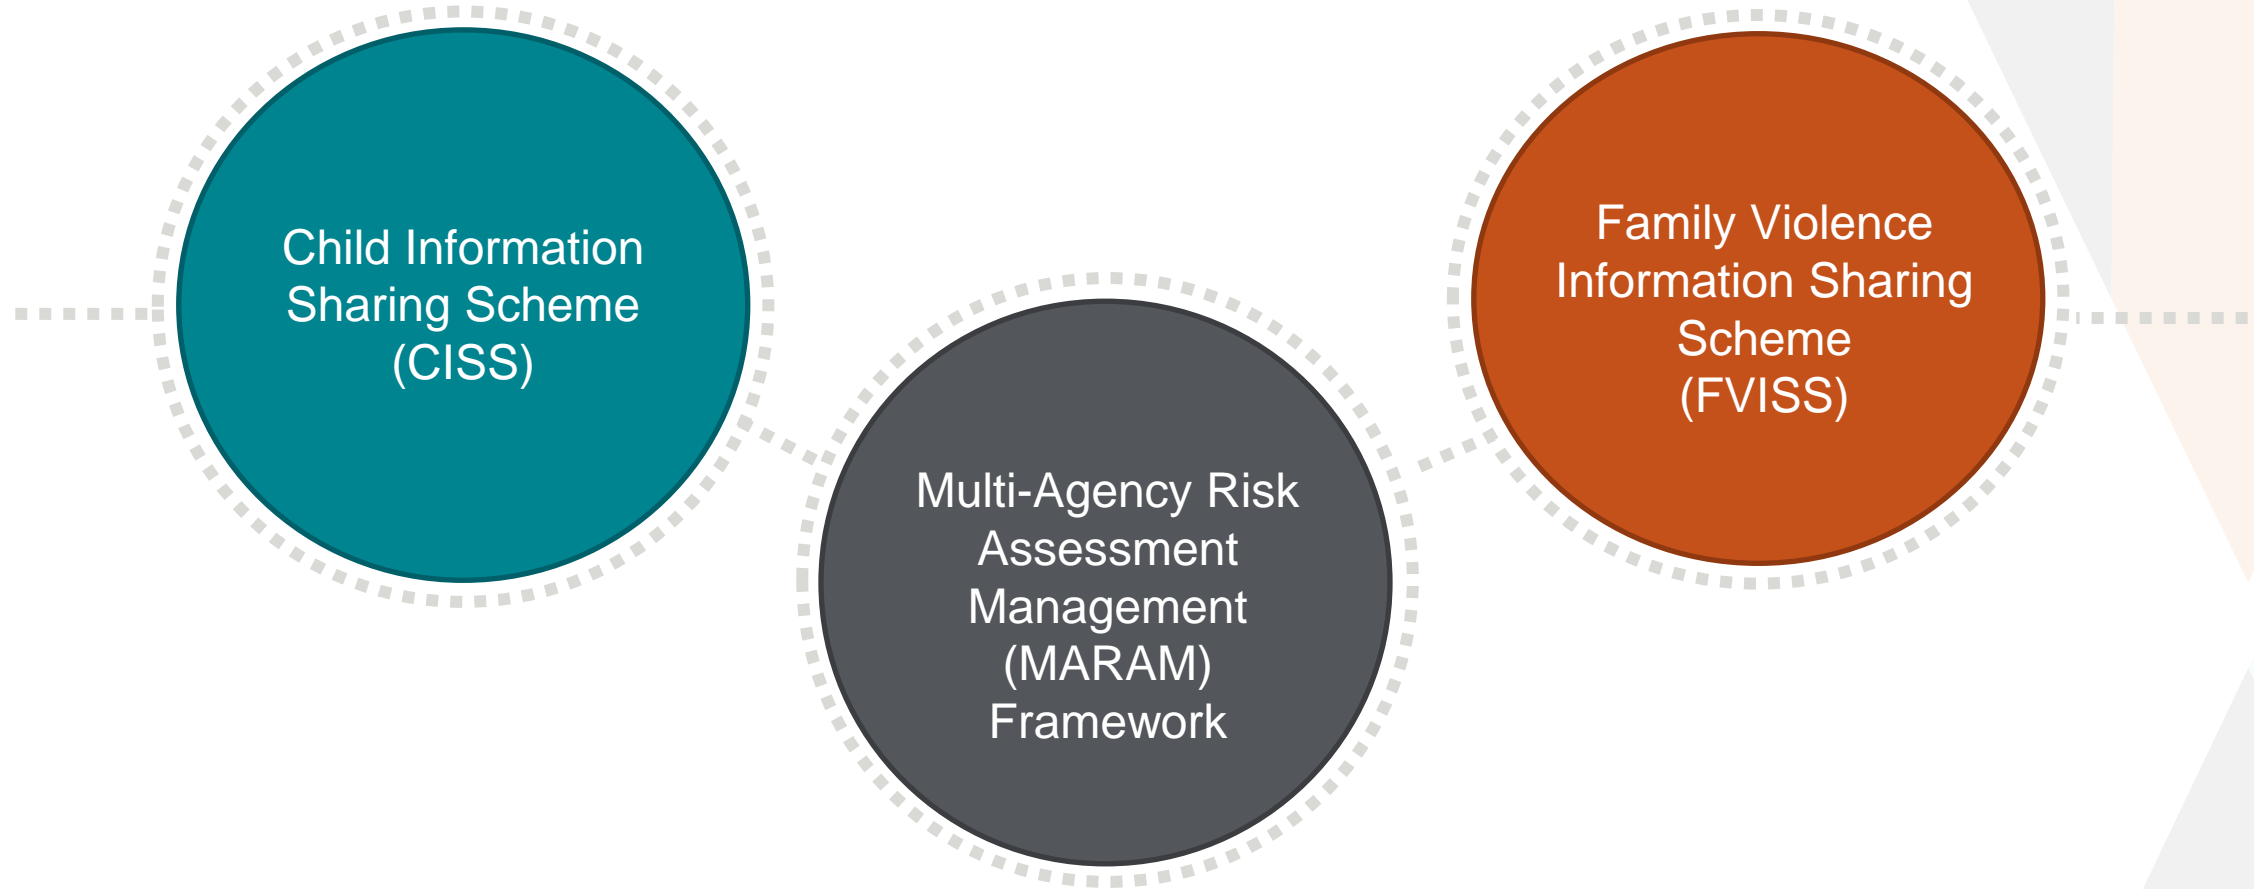 Child Information
Sharing Scheme
(CISS)
Multi-Agency Risk
Assessment
Management
(MARAM)
Framework
Family Violence
Information Sharing
Scheme
(FVISS)